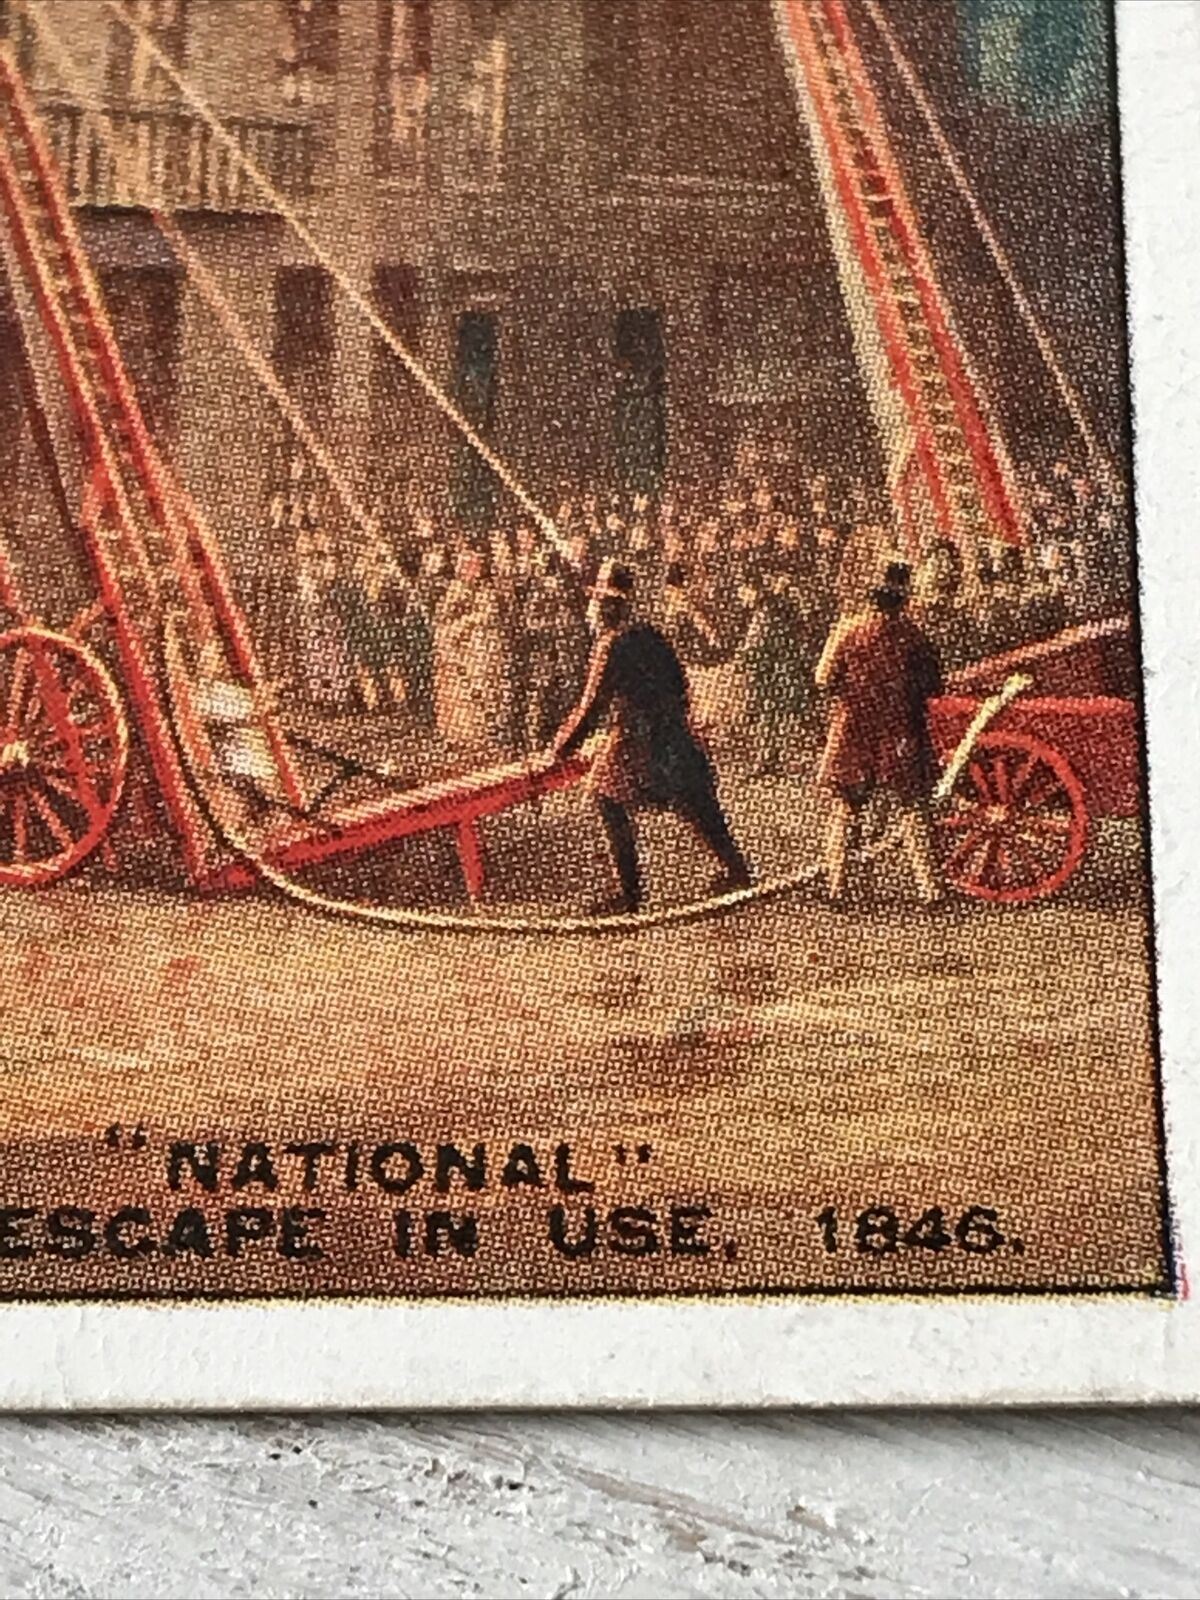 "NATIONAL"
ESCAPE IN USE, 1846.